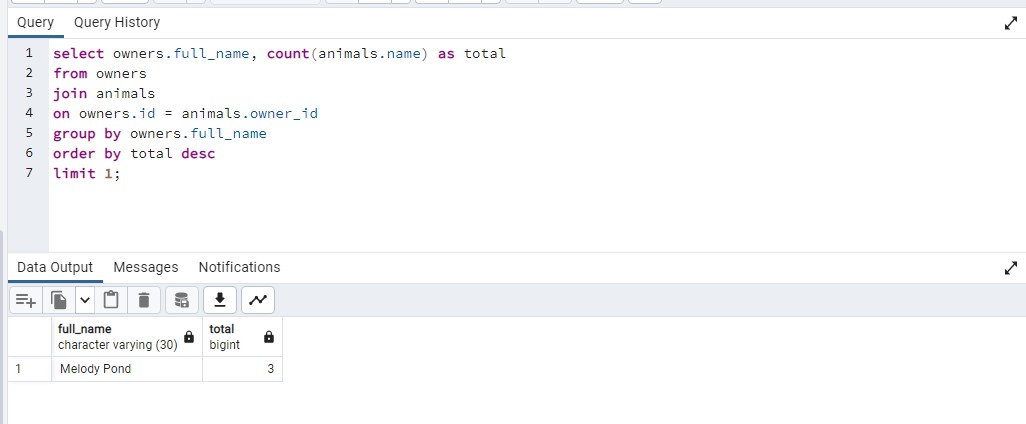 Query Query History
1 select owners.full_name, count(animals.name) as total
2 from owners
3 join animals
4 on owners.id = animals.owner_id
5 group by owners.full_name
6 order by total desc
7 limit 1;
Data Output Messages Notifications
full_name total
character varying (30) bigint
1 Melody Pond 3